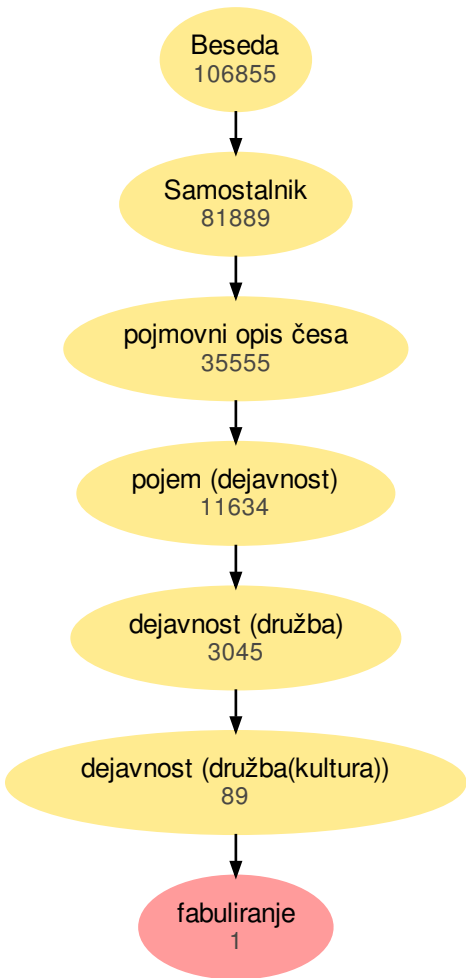 Beseda
106855
Samostalnik
81889
pojmovni opis česa
35555
pojem (dejavnost)
11634
dejavnost (družba)
3045
dejavnost (družba(kultura))
89
fabuliranje
1